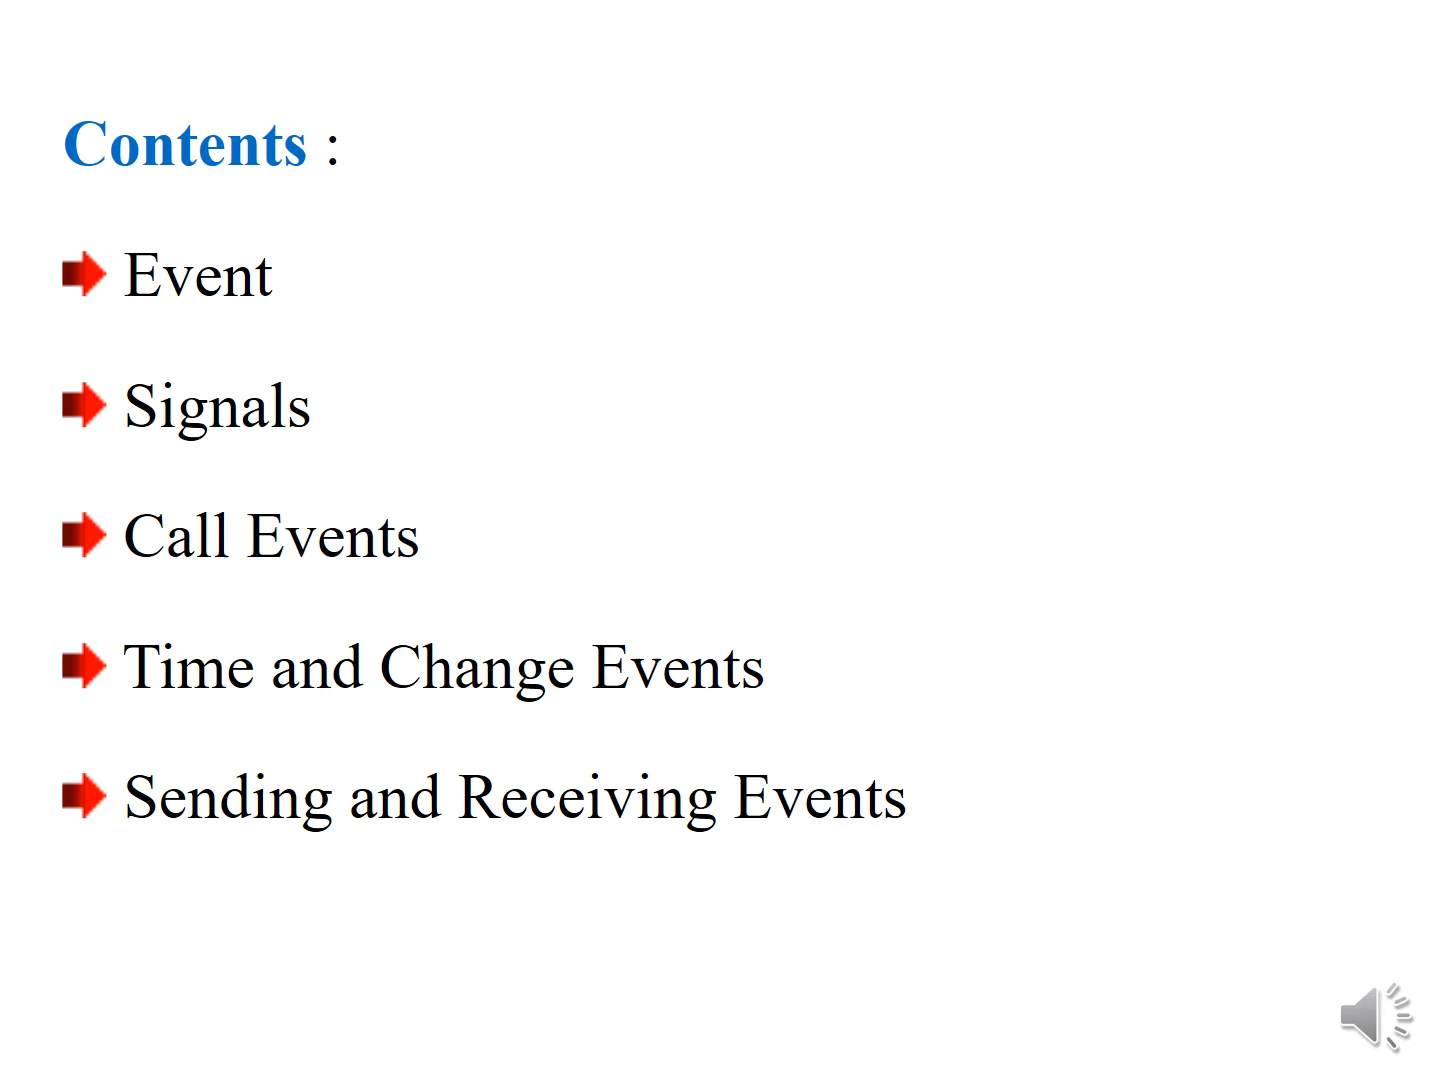 Contents :
Event
Signals
Call Events
Time and Change Events
Sending and Receiving Events